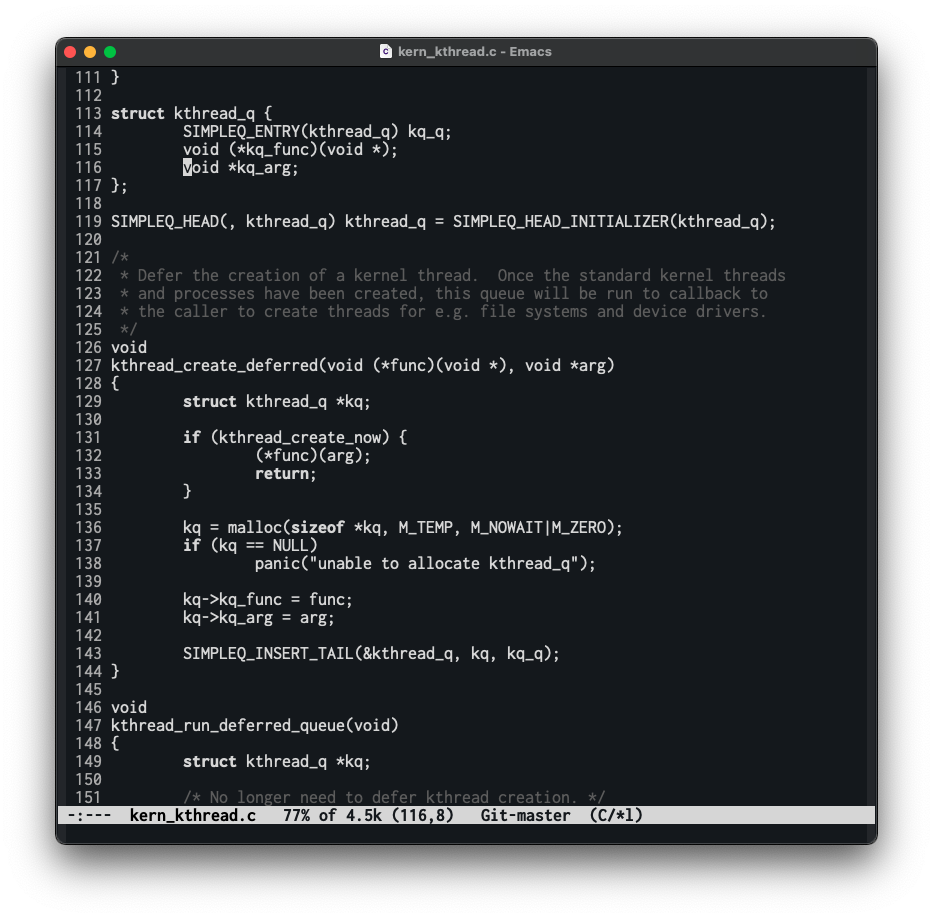 kern_kthread.c - Emacs
111 }
112
113 struct kthread_q {
114         SIMPLEQ_ENTRY(kthread_q) kq_q;
115         void (*kq_func)(void *);
116         void *kq_arg;
117 };
118
119 SIMPLEQ_HEAD(, kthread_q) kthread_q = SIMPLEQ_HEAD_INITIALIZER(kthread_q);
120
121 /*
122  * Defer the creation of a kernel thread.  Once the standard kernel threads
123  * and processes have been created, this queue will be run to callback to
124  * the caller to create threads for e.g. file systems and device drivers.
125  */
126 void
127 kthread_create_deferred(void (*func)(void *), void *arg)
128 {
129         struct kthread_q *kq;
130
131         if (kthread_create_now) {
132                 (*func)(arg);
133                 return;
134         }
135
136         kq = malloc(sizeof *kq, M_TEMP, M_NOWAIT|M_ZERO);
137         if (kq == NULL)
138                 panic("unable to allocate kthread_q");
139
140         kq->kq_func = func;
141         kq->kq_arg = arg;
142
143         SIMPLEQ_INSERT_TAIL(&kthread_q, kq, kq_q);
144 }
145
146 void
147 kthread_run_deferred_queue(void)
148 {
149         struct kthread_q *kq;
150
151         /* No longer need to defer kthread creation. */
-:---  kern_kthread.c   77% of 4.5k (116,8)   Git-master  (C/*l)